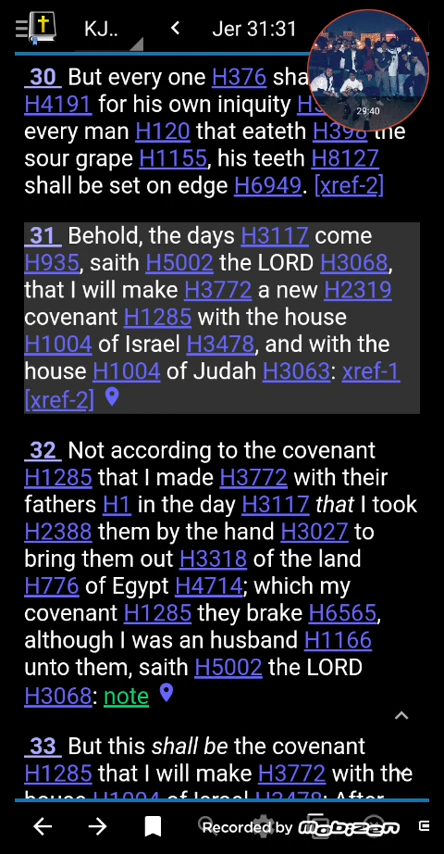 KJ..
Jer 31:31
29:40
30 But every one H376 sha
H4191 for his own iniquity
every man H120 that eateth H398 the
sour grape H1155, his teeth H8127
shall be set on edge H6949. [xref-2]
31 Behold, the days H3117 come
H935, saith H5002 the LORD H3068,
that I will make H3772 a new H2319
covenant H1285 with the house
H1004 of Israel H3478, and with the
house H1004 of Judah H3063: xref-1
[xref-2]
32 Not according to the covenant
H1285 that I made H3772 with their
fathers H1 in the day H3117 that I took
H2388 them by the hand H3027 to
bring them out H3318 of the land
H776 of Egypt H4714; which my
covenant H1285 they brake H6565,
although I was an husband H1166
unto them, saith H5002 the LORD
H3068: note
33 But this shall be the covenant
H1285 that I will make H3772 with the
house H1004 of Israel H3478: After
Recorded by mobizen